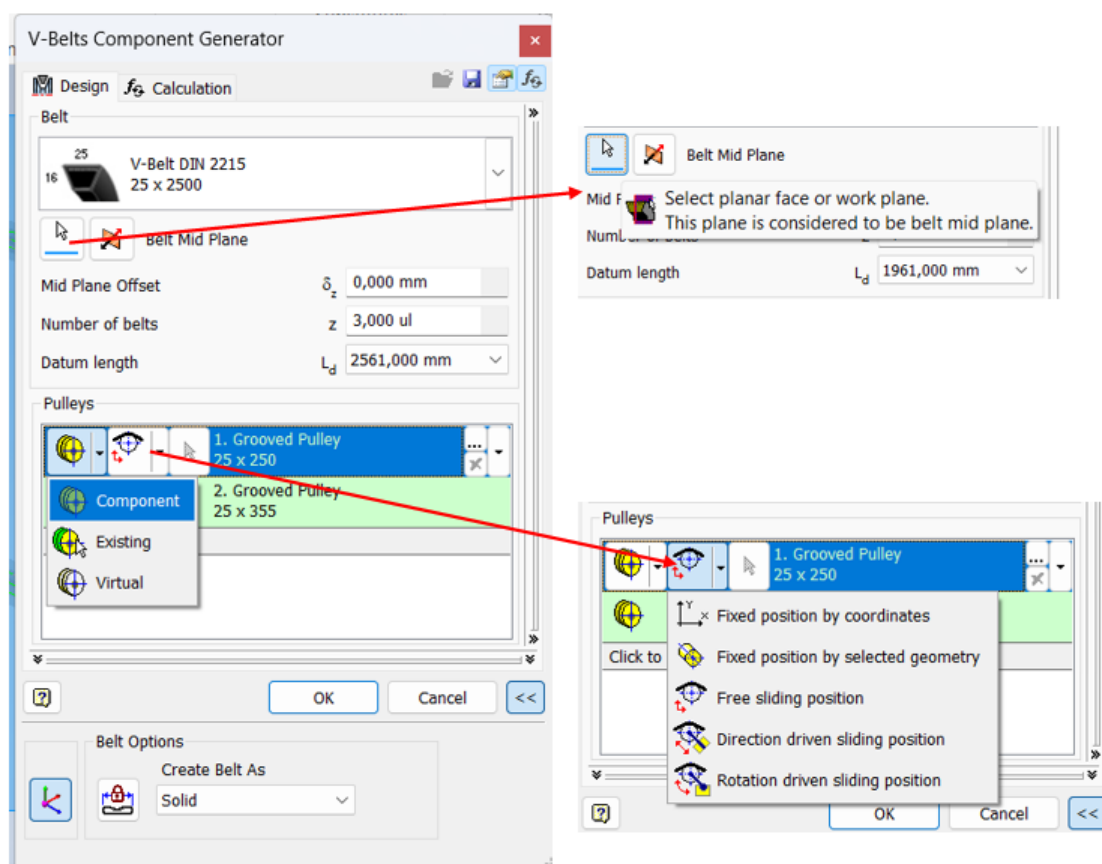 V-Belts Component Generator
Design
Calculation
Belt
25
16
V-Belt DIN 2215
25 x 2500
Belt Mid Plane
Mid Plane Offset
δz 0,000 mm
Number of belts
z 3,000 ul
Datum length
Ld 2561,000 mm
Pulleys
1. Grooved Pulley
25 x 250
...
2. Grooved Pulley
25 x 355
Component
Existing
Virtual
OK
Cancel
<<
Belt Options
Create Belt As
Solid
Belt Mid Plane
Select planar face or work plane.
This plane is considered to be belt mid plane.
Datum length
Ld 1961,000 mm
Pulleys
1. Grooved Pulley
25 x 250
...
Click to
Fixed position by coordinates
Fixed position by selected geometry
Free sliding position
Direction driven sliding position
Rotation driven sliding position
OK
Cancel
<<